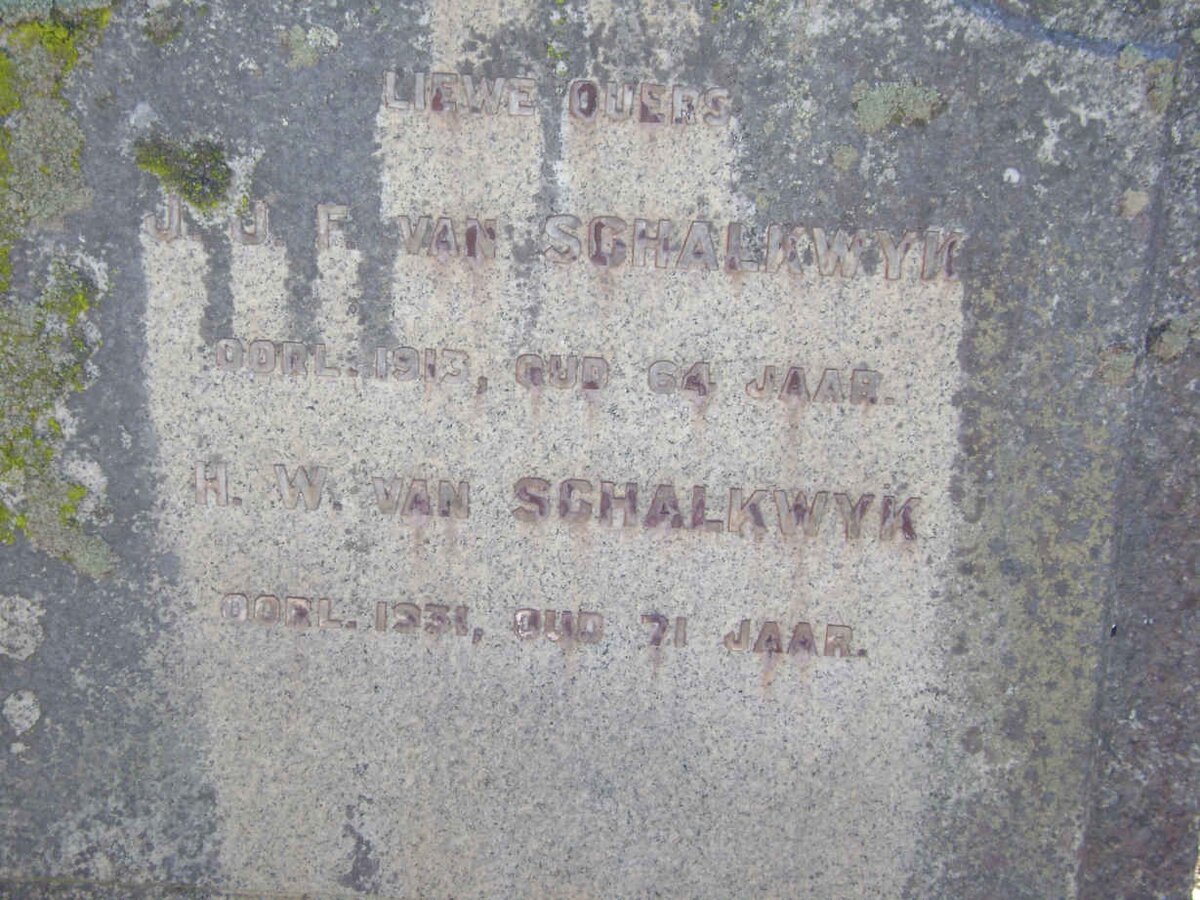 LIEWE OUERS
J. J. F. VAN SCHALKWYK
OORL. 1913, OUD 64 JAAR.
H. W. VAN SCHALKWYK
OORL. 1931, OUD 71 JAAR.